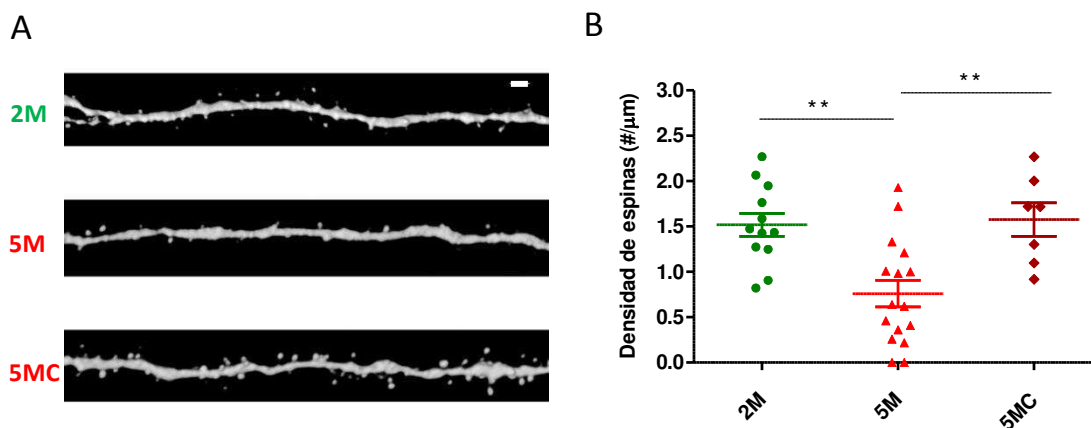 A
2M
5M
5MC
B
** **
3.0
2.5
2.0
1.5
1.0
0.5
0.0
Densidad de espinas (#/μm)
2M 5M 5MC